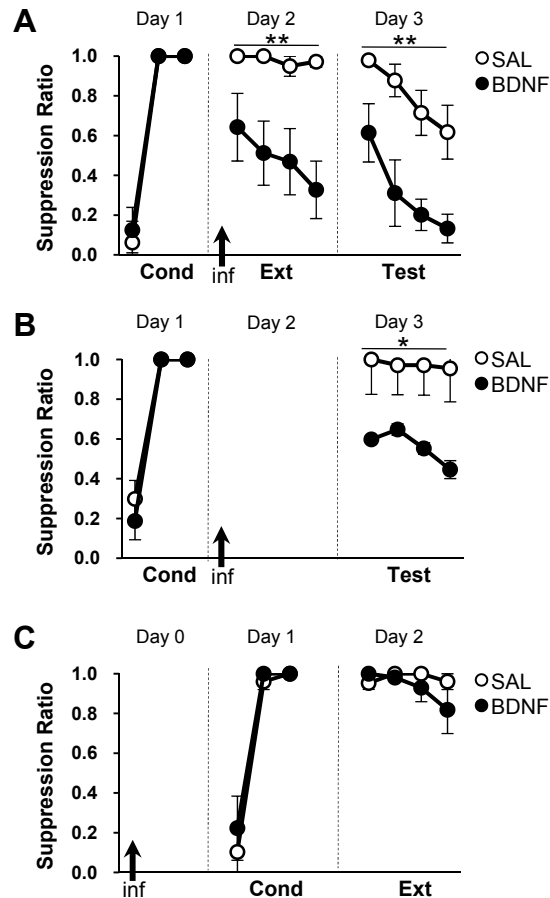 A
Day 1 Day 2 Day 3
** **
SAL
BDNF
Suppression Ratio
1.0
0.8
0.6
0.4
0.2
0.0
Cond inf Ext Test
B
Day 1 Day 2 Day 3
*
SAL
BDNF
Suppression Ratio
1.0
0.8
0.6
0.4
0.2
0.0
Cond inf Test
C
Day 0 Day 1 Day 2
SAL
BDNF
Suppression Ratio
1.0
0.8
0.6
0.4
0.2
0.0
inf Cond Ext